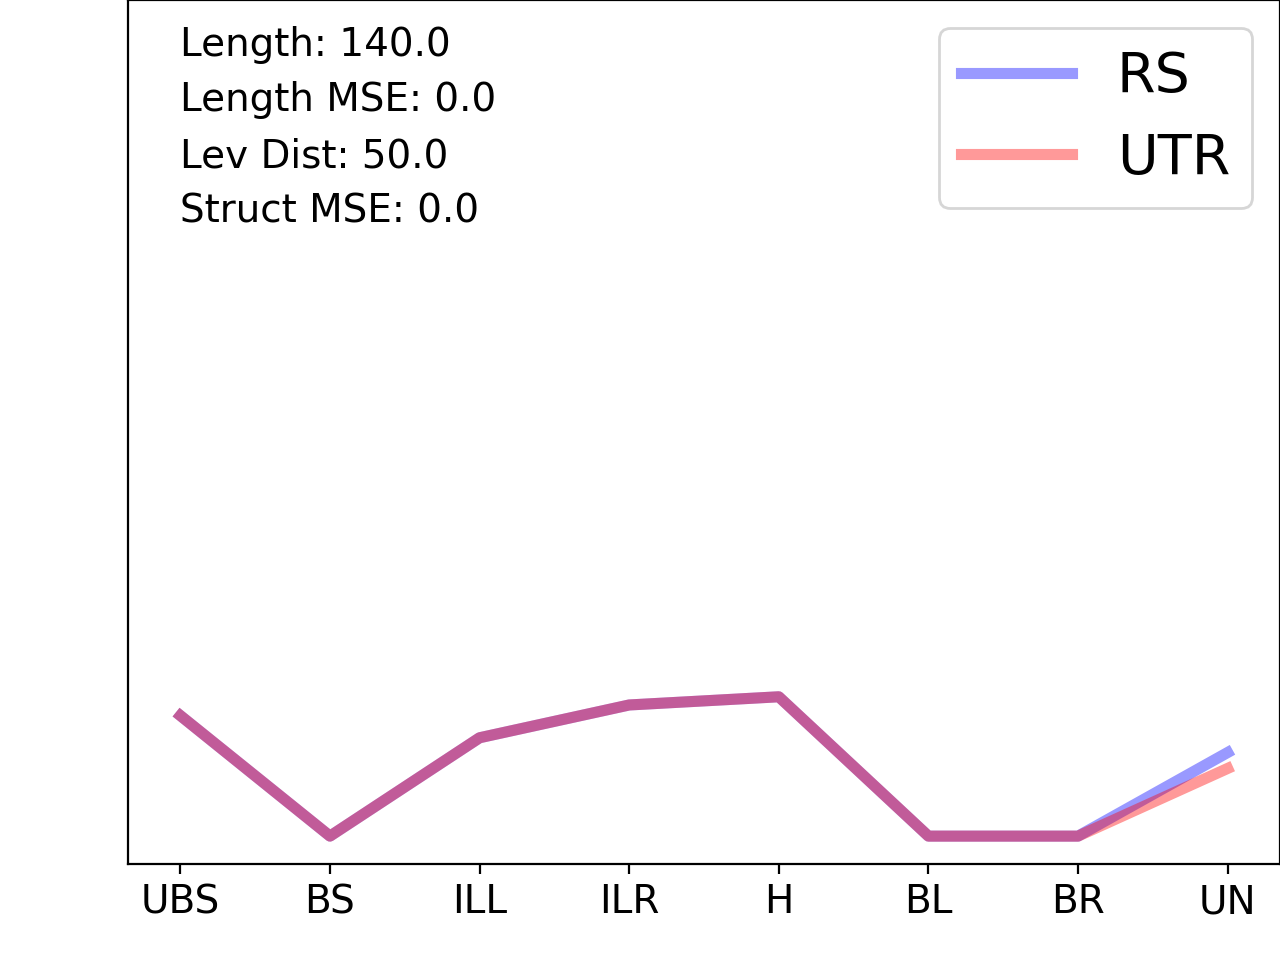 Length: 140.0
Length MSE: 0.0
Lev Dist: 50.0
Struct MSE: 0.0
RS
UTR
UBS BS ILL ILR H BL BR UN